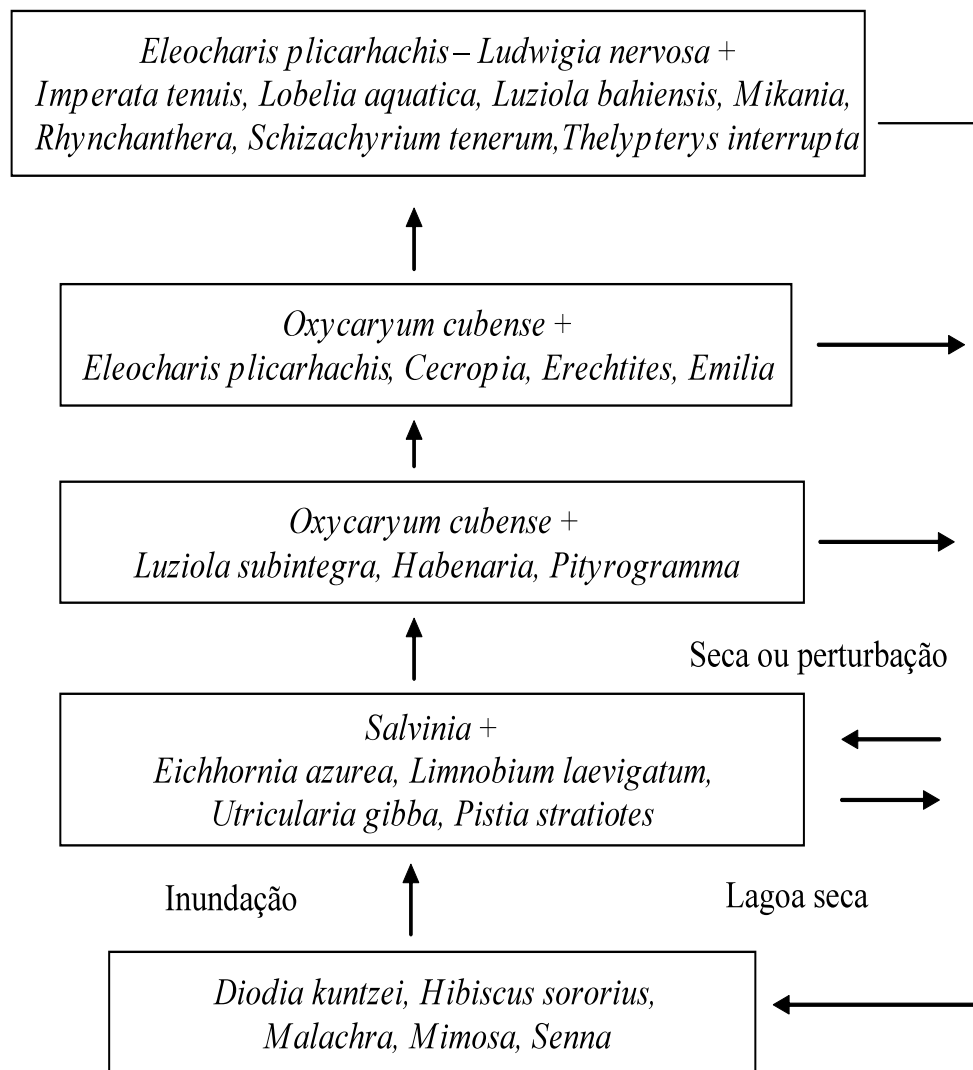 Eleocharis plicarhachis – Ludwigia nervosa +
Imperata tenuis, Lobelia aquatica, Luziola bahiensis, Mikania,
Rhynchanthera, Schizachyrium tenerum,Thelypterys interrupta
Oxycaryum cubense +
Eleocharis plicarhachis, Cecropia, Erechtites, Emilia
Oxycaryum cubense +
Luziola subintegra, Habenaria, Pityrogramma
Seca ou perturbação
Salvinia +
Eichhornia azurea, Limnobium laevigatum,
Utricularia gibba, Pistia stratiotes
Inundação
Lagoa seca
Diodia kuntzei, Hibiscus sororius,
Malachra, Mimosa, Senna